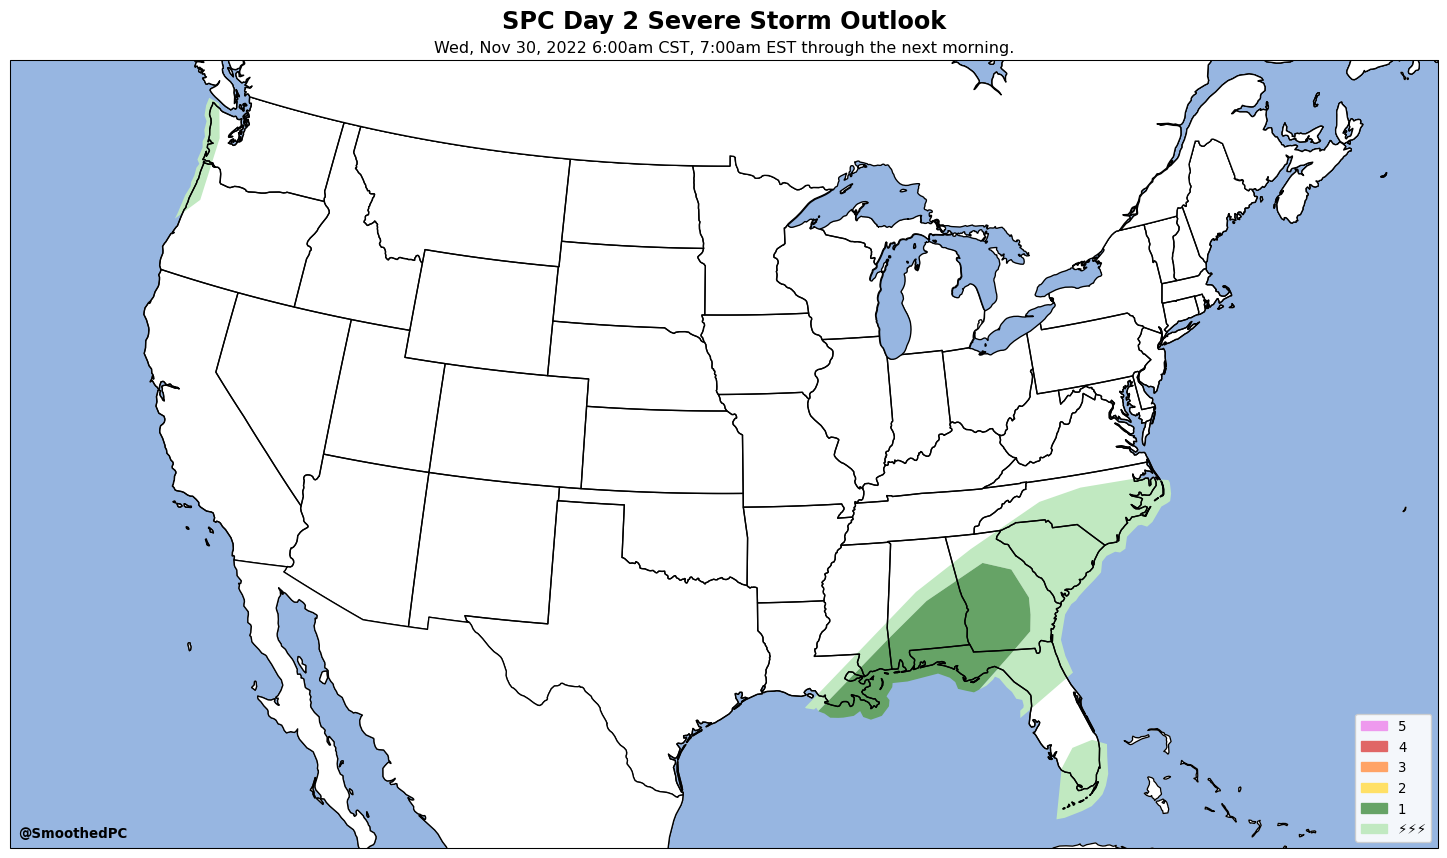 SPC Day 2 Severe Storm Outlook
Wed, Nov 30, 2022 6:00am CST, 7:00am EST through the next morning.
5
4
3
2
1
⚡⚡⚡
@SmoothedPC